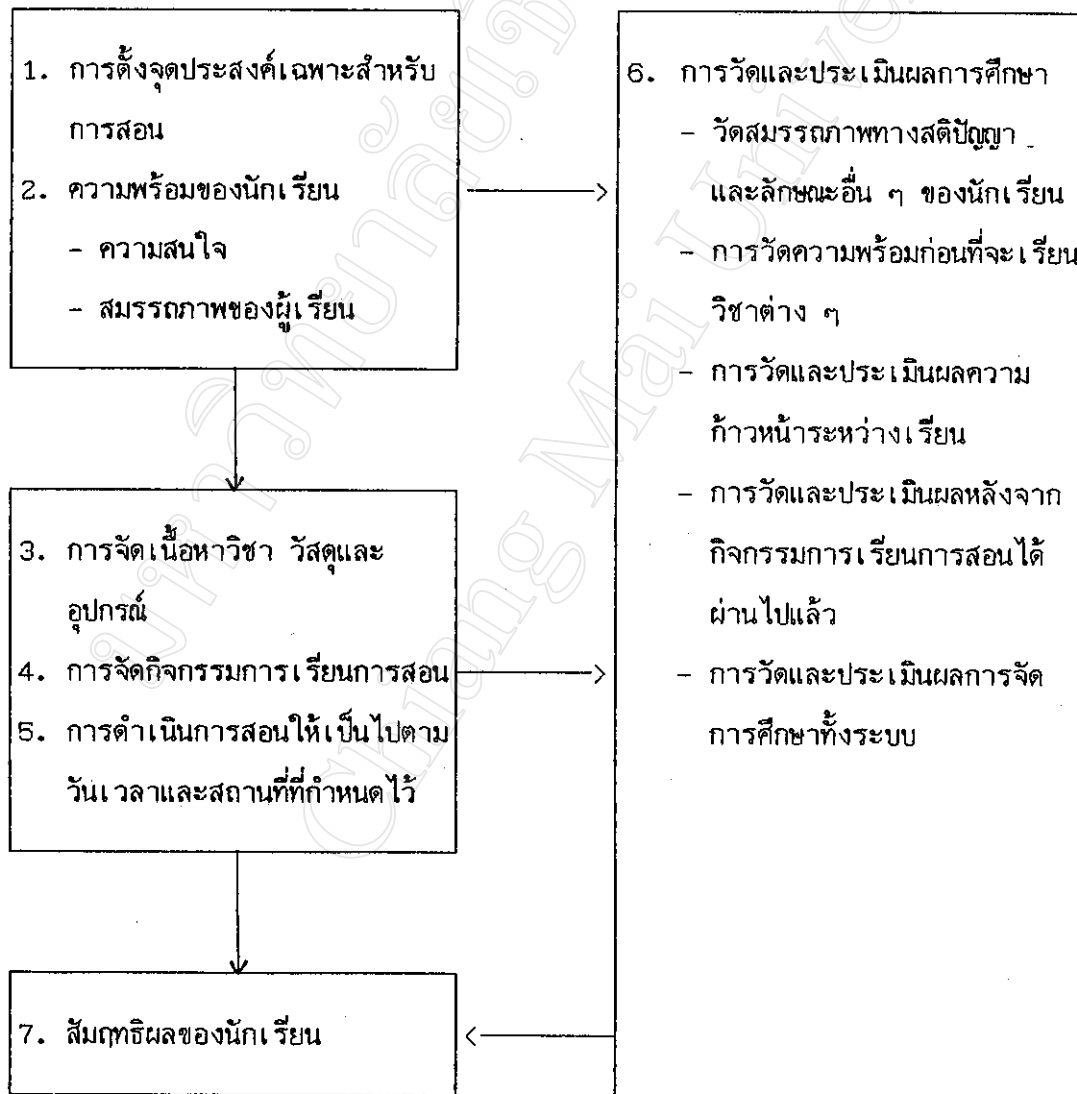 1. การตั้งจุดประสงค์เฉพาะสำหรับ
การสอน
2. ความพร้อมของนักเรียน
- ความสนใจ
- สมรรถภาพของผู้เรียน
3. การจัดเนื้อหาวิชา วัสดุและ
อุปกรณ์
4. การจัดกิจกรรมการเรียนการสอน
5. การดำเนินการสอนให้เป็นไปตาม
วันเวลาและสถานที่ที่กำหนดไว้
7. สัมฤทธิผลของนักเรียน
6. การวัดและประเมินผลการศึกษา
- วัดสมรรถภาพทางสติปัญญา
และลักษณะอื่น ๆ ของนักเรียน
- การวัดความพร้อมก่อนที่จะเรียน
วิชาต่าง ๆ
- การวัดและประเมินผลความ
ก้าวหน้าระหว่างเรียน
- การวัดและประเมินผลหลังจาก
กิจกรรมการเรียนการสอนได้
ผ่านไปแล้ว
- การวัดและประเมินผลการจัด
การศึกษาทั้งระบบ
Chiang Mai